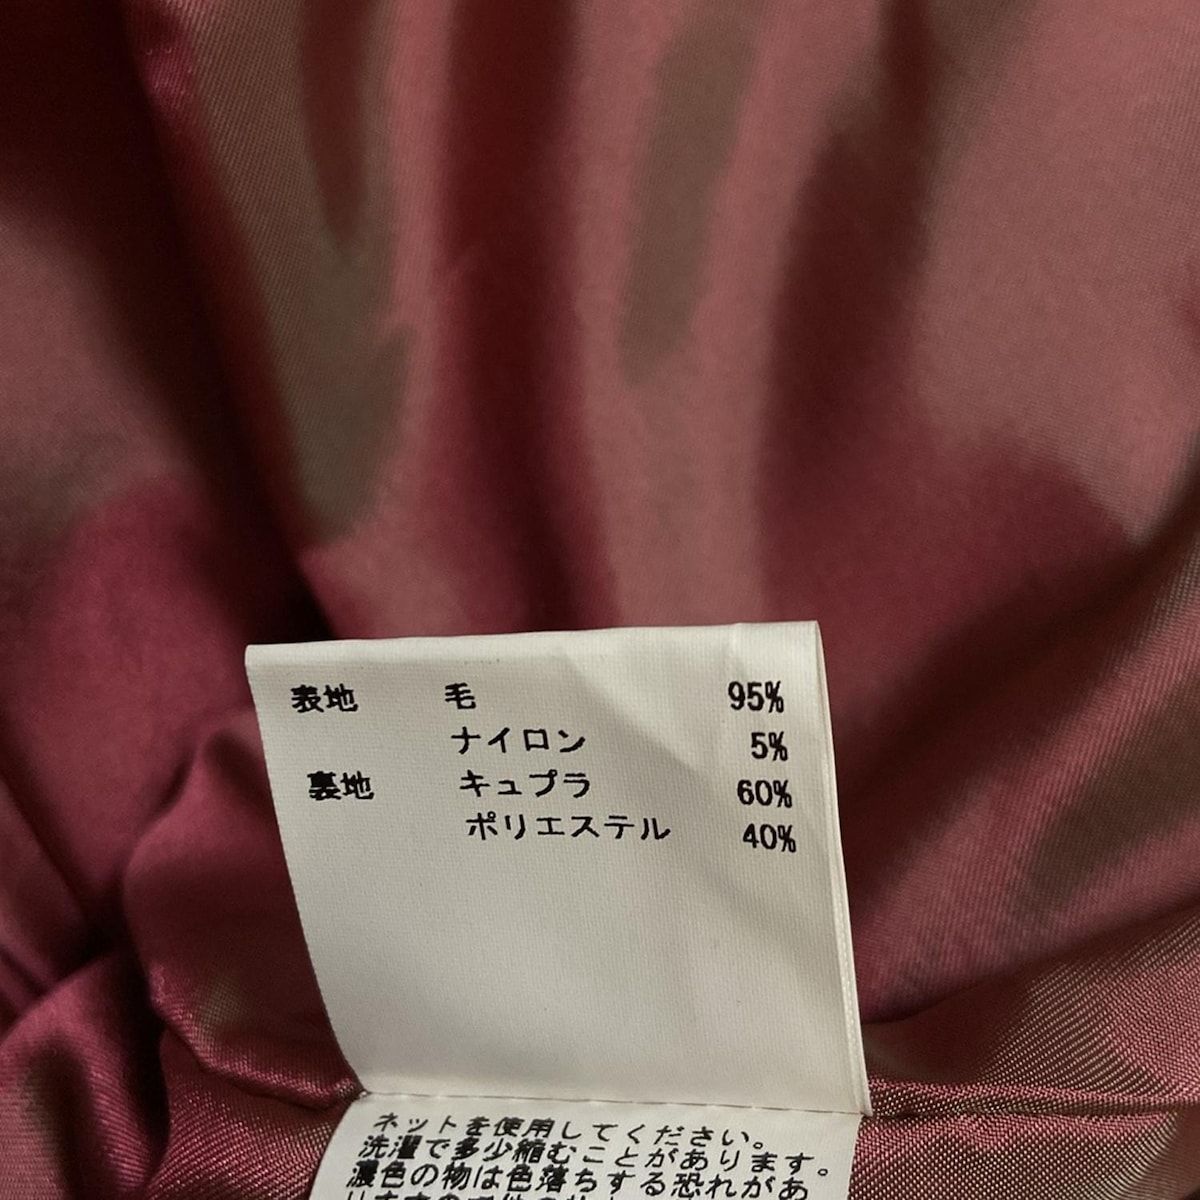 表地 毛 95%
ナイロン 5%
裏地 キュプラ 60%
ポリエステル 40%
ネットを使用してください。
洗濯で多少縮むことがあります。
濃色の物は色落ちする恐れがあ